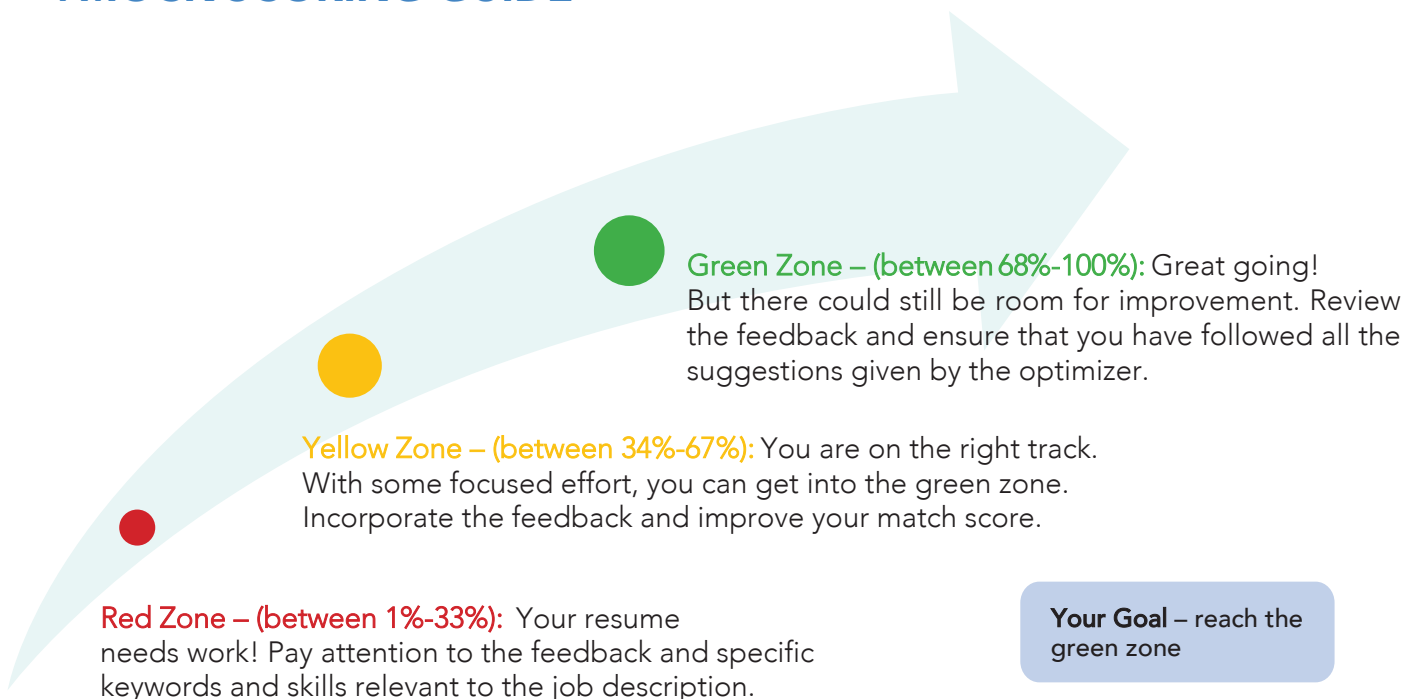 SCORING GUIDE
Green Zone – (between 68%-100%): Great going!
But there could still be room for improvement. Review
the feedback and ensure that you have followed all the
suggestions given by the optimizer.
Yellow Zone – (between 34%-67%): You are on the right track.
With some focused effort, you can get into the green zone.
Incorporate the feedback and improve your match score.
Red Zone – (between 1%-33%): Your resume
needs work! Pay attention to the feedback and specific
keywords and skills relevant to the job description.
Your Goal – reach the
green zone